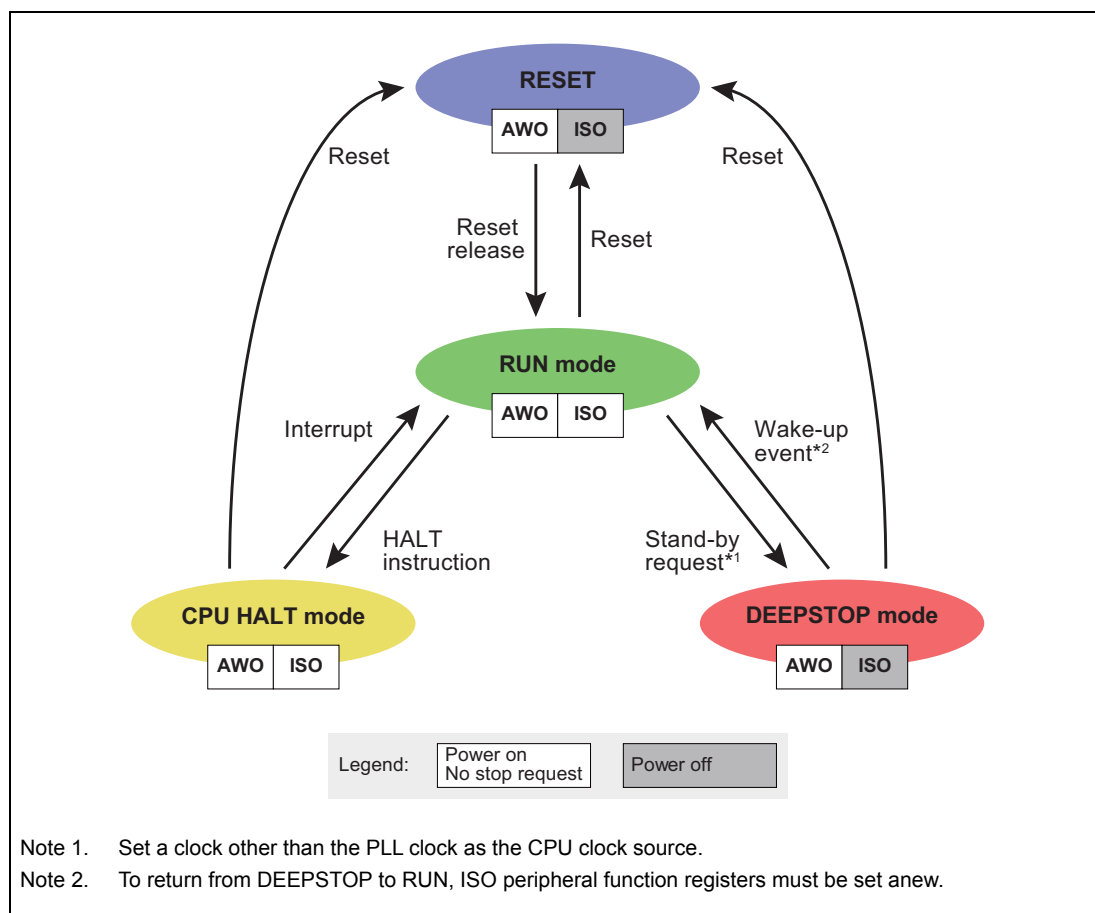 RESET
AWO ISO
Reset
Reset
Reset
release
Reset
RUN mode
AWO ISO
Interrupt
Wake-up
event*2
HALT
instruction
Stand-by
request*1
CPU HALT mode
AWO ISO
DEEPSTOP mode
AWO ISO
Legend:
Power on
No stop request
Power off
Note 1. Set a clock other than the PLL clock as the CPU clock source.
Note 2. To return from DEEPSTOP to RUN, ISO peripheral function registers must be set anew.